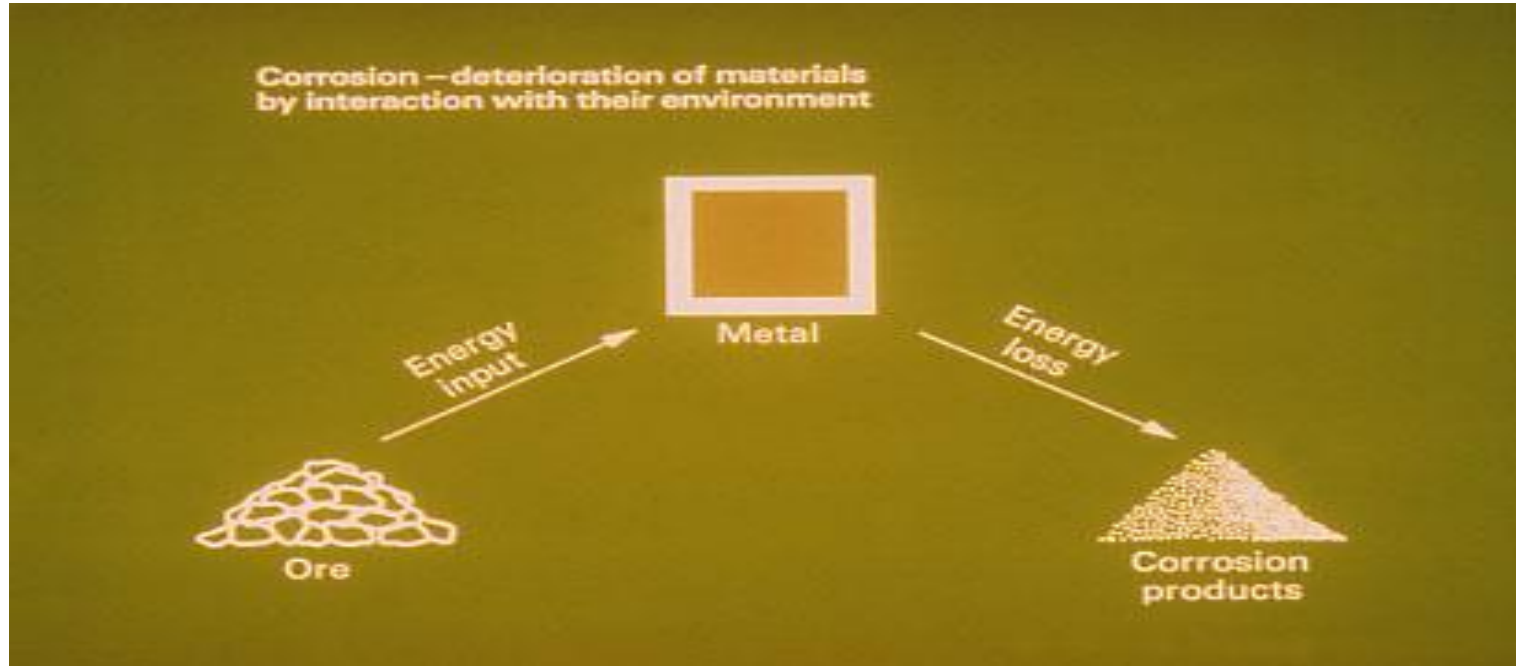 Corrosion – deterioration of materials
by interaction with their environment
Metal
Energy
input
Energy
loss
Ore
Corrosion
products